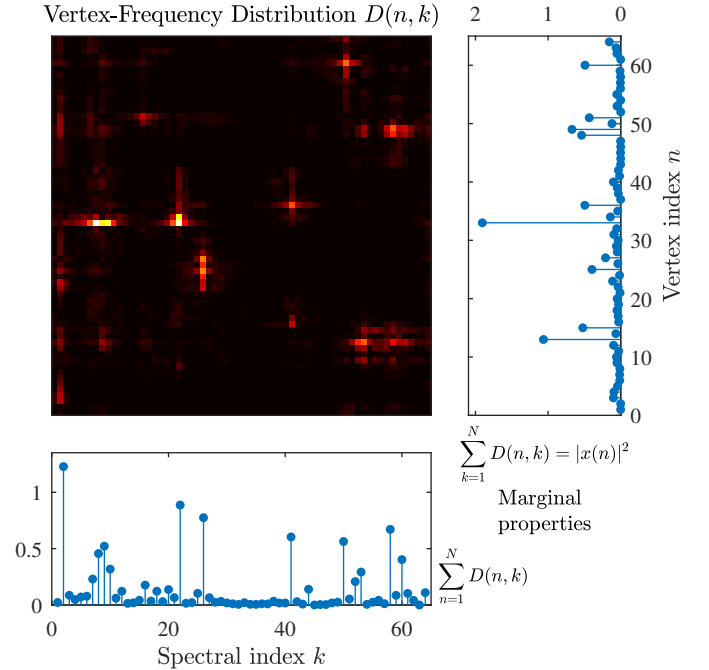 Vertex-Frequency Distribution D(n, k)
2 1 0
60
50
40
30
20
10
0
Vertex index n
∑_{k=1}^{N} D(n, k) = |x(n)|^2
Marginal
properties
1
0.5
0
∑_{n=1}^{N} D(n, k)
0 20 40 60
Spectral index k